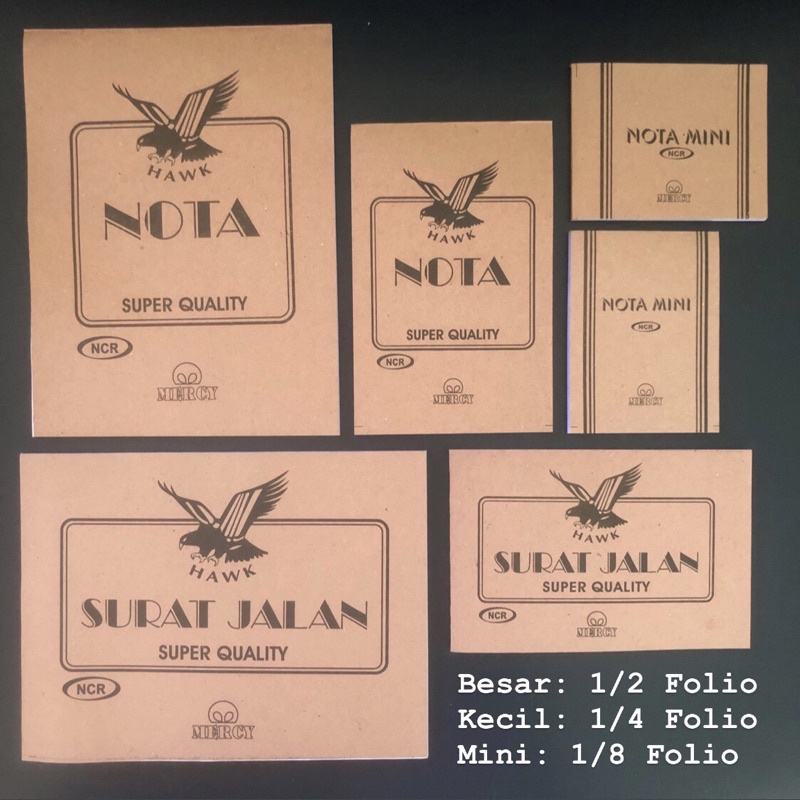 HAWK
NOTA
SUPER QUALITY
NCR
MERCY
HAWK
NOTA
SUPER QUALITY
NCR
MERCY
NOTA MINI
NCR
MERCY
NOTA MINI
NCR
MERCY
HAWK
SURAT JALAN
SUPER QUALITY
NCR
MERCY
HAWK
SURAT JALAN
SUPER QUALITY
NCR
MERCY
Besar: 1/2 Folio
Kecil: 1/4 Folio
Mini: 1/8 Folio